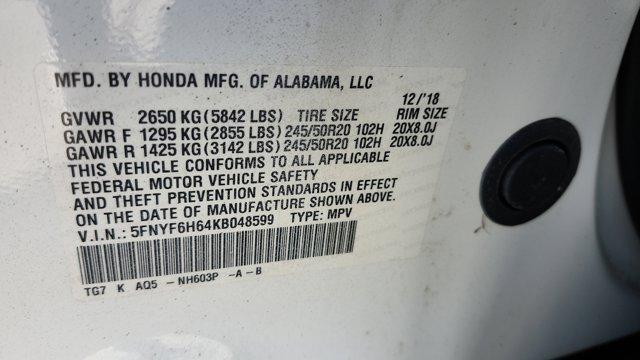 MFD. BY HONDA MFG. OF ALABAMA, LLC
12/'18
GVWR 2650 KG (5842 LBS) TIRE SIZE RIM SIZE
GAWR F 1295 KG (2855 LBS) 245/50R20 102H 20X8.0J
GAWR R 1425 KG (3142 LBS) 245/50R20 102H 20X8.0J
THIS VEHICLE CONFORMS TO ALL APPLICABLE
FEDERAL MOTOR VEHICLE SAFETY
AND THEFT PREVENTION STANDARDS IN EFFECT
ON THE DATE OF MANUFACTURE SHOWN ABOVE.
V.I.N.: 5FNYF6H64KB048599 TYPE: MPV
TG7 K AQ5 - NH603P -A - B